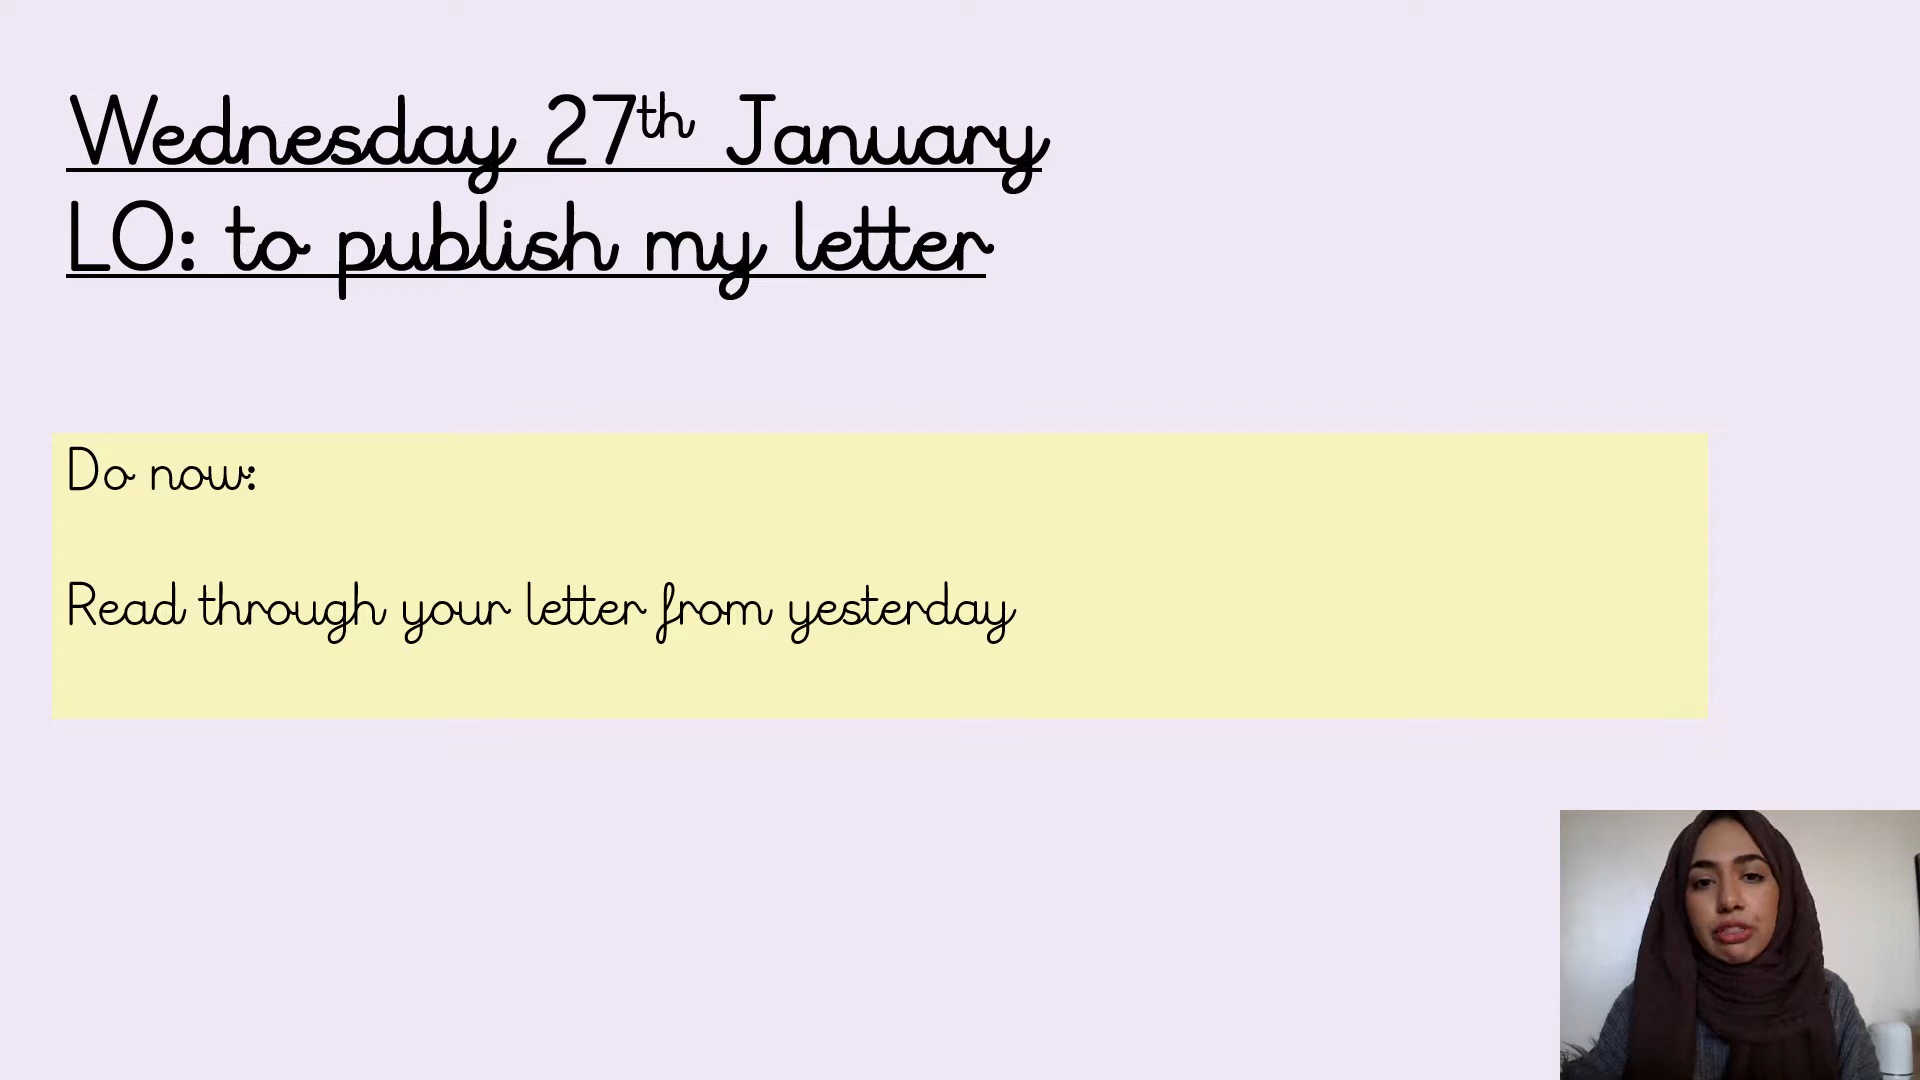 Wednesday 27th January
LO: to publish my letter
Do now:
Read through your letter from yesterday